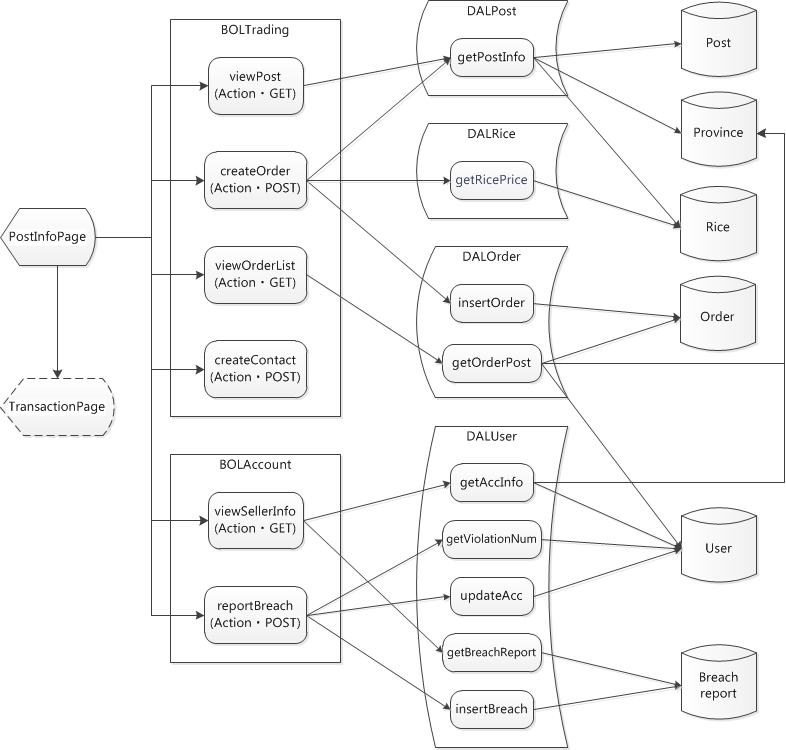 PostInfoPage
TransactionPage
BOLTrading
viewPost
(Action・GET)
createOrder
(Action・POST)
viewOrderList
(Action・GET)
createContact
(Action・POST)
BOLAccount
viewSellerInfo
(Action・GET)
reportBreach
(Action・POST)
DALPost
getPostInfo
DALRice
getRicePrice
DALOrder
insertOrder
getOrderPost
DALUser
getAccInfo
getViolationNum
updateAcc
getBreachReport
insertBreach
Post
Province
Rice
Order
User
Breach
report